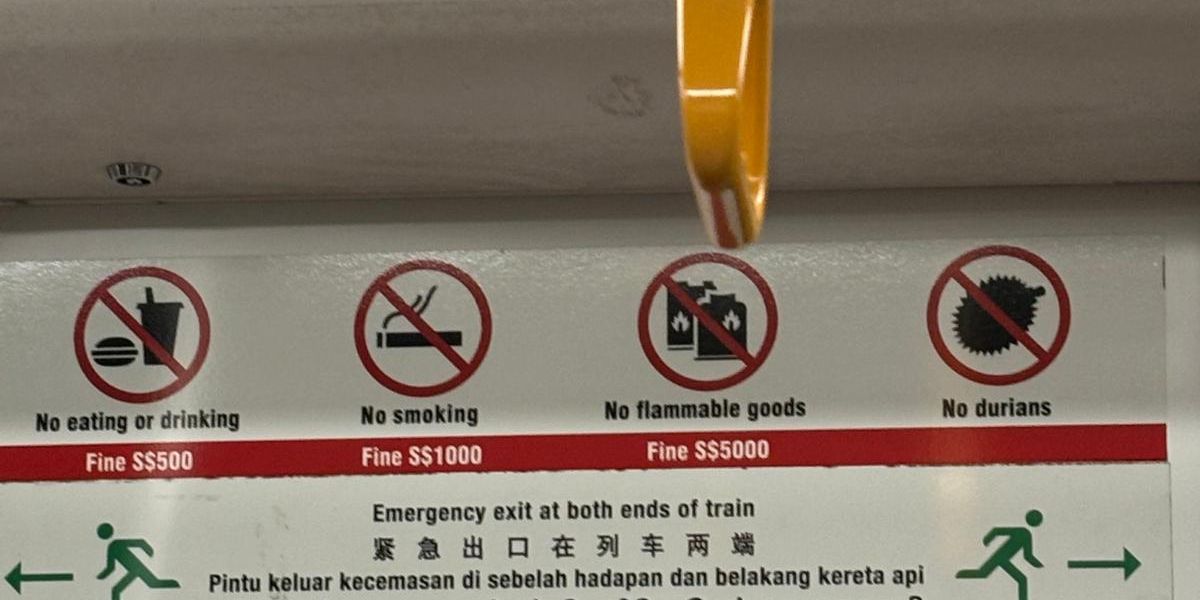 No eating or drinking
No smoking
No flammable goods
No durians
Fine S$500
Fine S$1000
Fine S$5000
Emergency exit at both ends of train
紧急出口在列车两端
Pintu keluar kecemasan di sebelah hadapan dan belakang kereta api